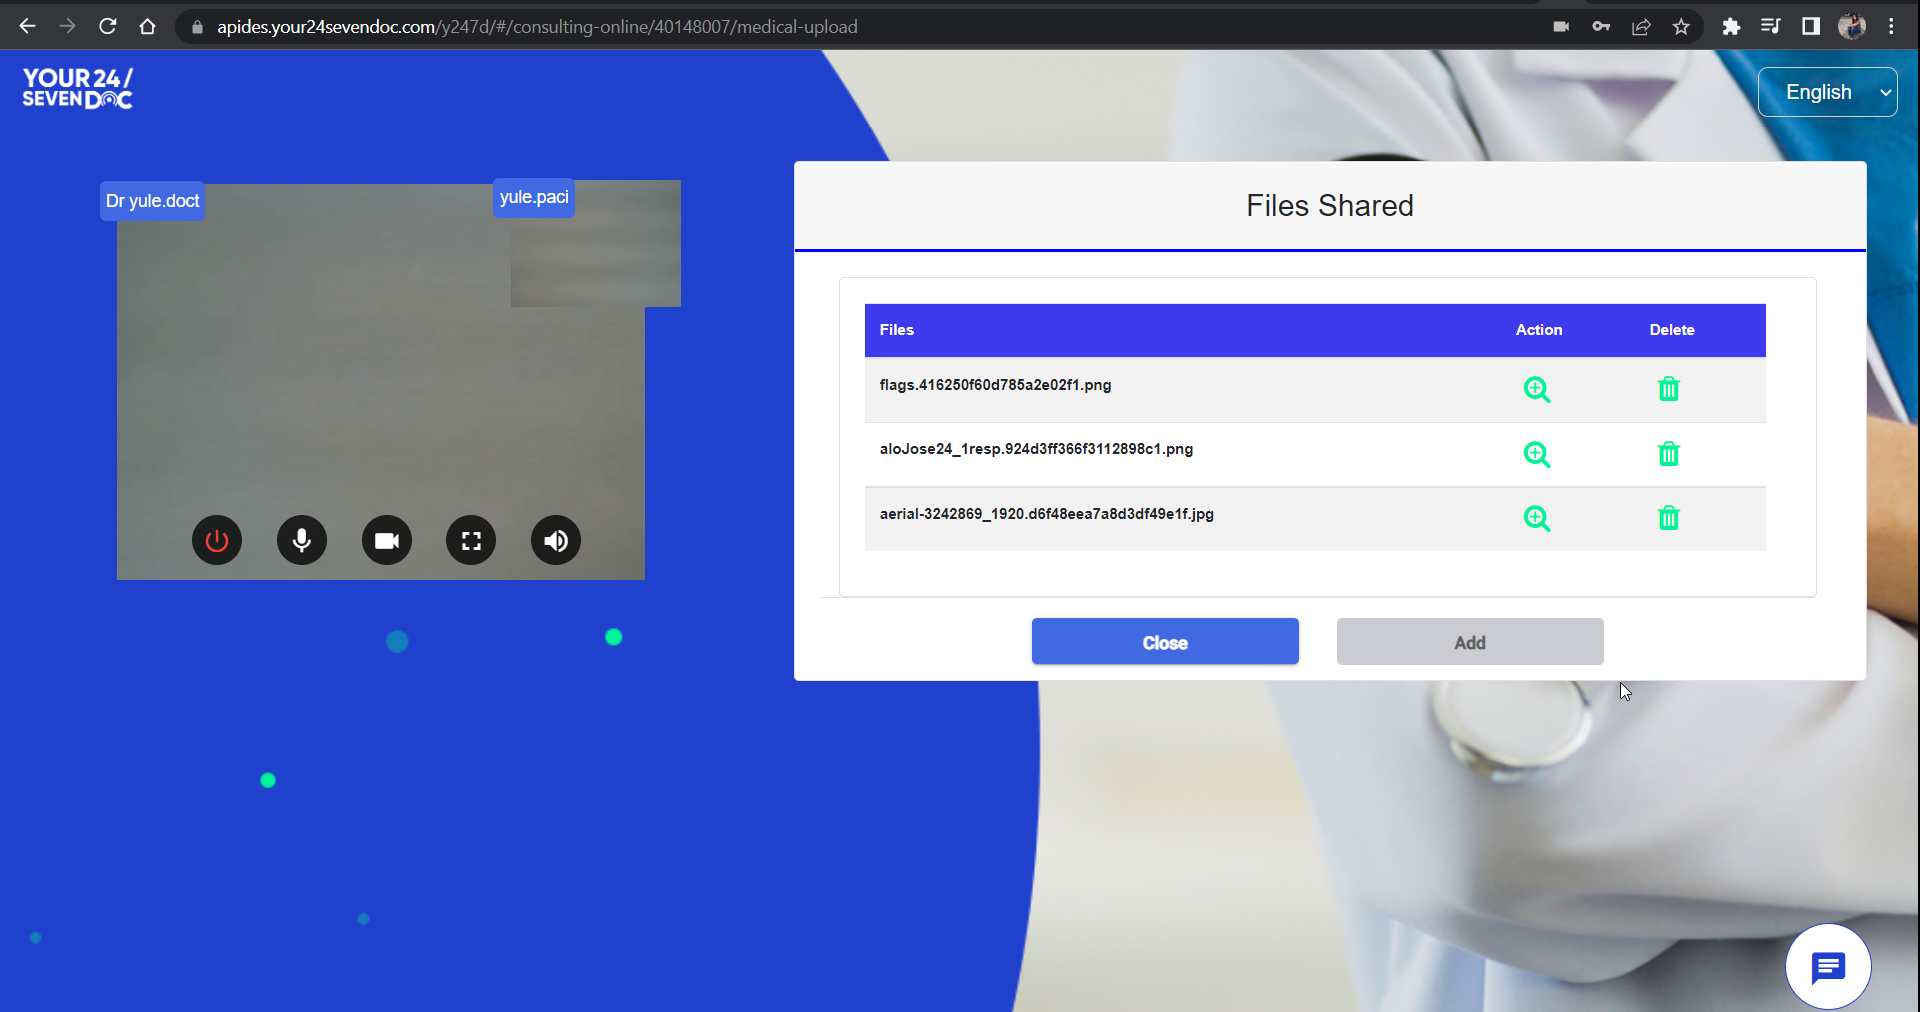 apides.your24sevendoc.com/y247d/#/consulting-online/40148007/medical-upload
YOUR24/
SEVENDOC
English
Dr yule.doct
yule.paci
Files Shared
Files Action Delete
flags.416250f60d785a2e02f1.png
aloJose24_1resp.924d3ff366f3112898c1.png
aerial-3242869_1920.d6f48eea7a8d3df49e1f.jpg
Close Add